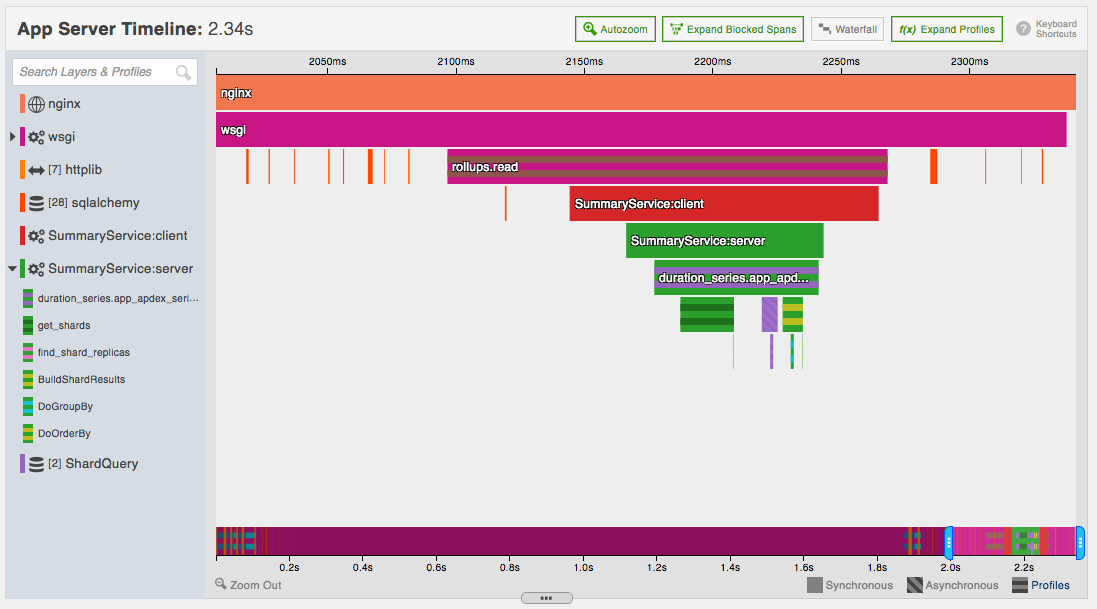 App Server Timeline: 2.34s
Autozoom
Expand Blocked Spans
Waterfall
f(x) Expand Profiles
? Keyboard Shortcuts
Search Layers & Profiles
nginx
wsgi
[7] httplib
[28] sqlalchemy
SummaryService:client
SummaryService:server
duration_series.app_apdex_seri...
get_shards
find_shard_replicas
BuildShardResults
DoGroupBy
DoOrderBy
[2] ShardQuery
2050ms 2100ms 2150ms 2200ms 2250ms 2300ms
nginx
wsgi
rollups.read
SummaryService:client
SummaryService:server
duration_series.app_apd...
0.2s 0.4s 0.6s 0.8s 1.0s 1.2s 1.4s 1.6s 1.8s 2.0s 2.2s
Zoom Out
Synchronous
Asynchronous
Profiles